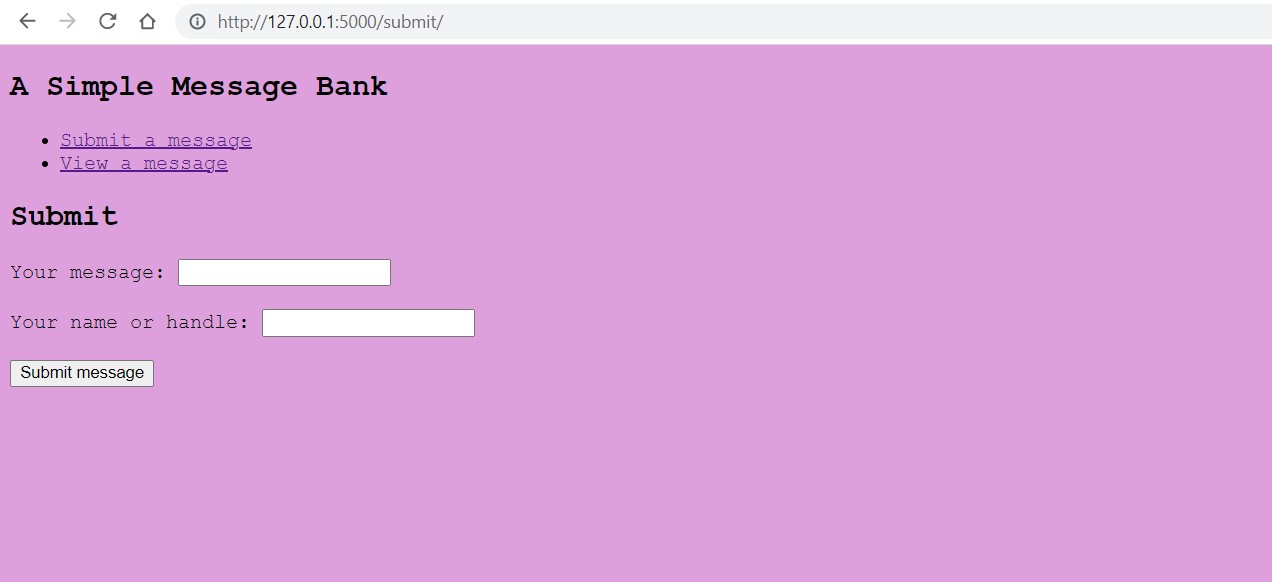 http://127.0.0.1:5000/submit/
A Simple Message Bank
Submit a message
View a message
Submit
Your message:
Your name or handle:
Submit message